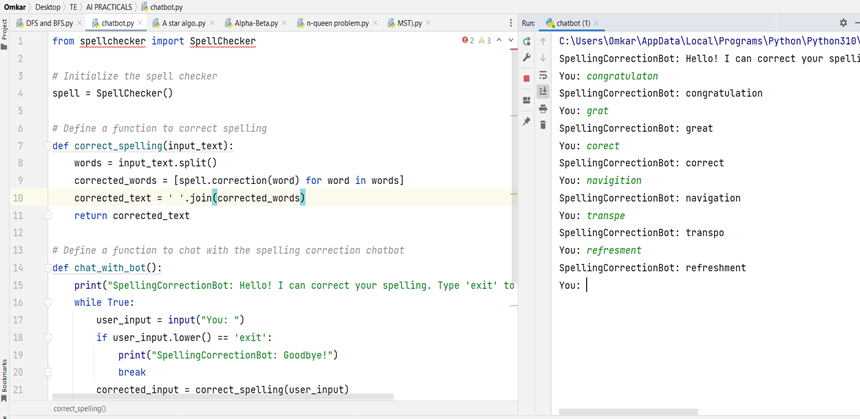 Omkar Desktop TE AI PRACTICALS chatbot.py
DFS and BFS.py chatbot.py A star algo.py Alpha-Beta.py n-queen problem.py MST).py Run: chatbot (1)
Project
Bookmarks
2 3
1 from spellchecker import SpellChecker
2
3 # Initialize the spell checker
4 spell = SpellChecker()
5
6 # Define a function to correct spelling
7 def correct_spelling(input_text):
8 words = input_text.split()
9 corrected_words = [spell.correction(word) for word in words]
10 corrected_text = ' '.join(corrected_words)
11 return corrected_text
12
13 # Define a function to chat with the spelling correction chatbot
14 def chat_with_bot():
15 print("SpellingCorrectionBot: Hello! I can correct your spelling. Type 'exit' to
16 while True:
17 user_input = input("You: ")
18 if user_input.lower() == 'exit':
19 print("SpellingCorrectionBot: Goodbye!")
20 break
21 corrected_input = correct_spelling(user_input)
correct_spelling()
C:\Users\Omkar\AppData\Local\Programs\Python\Python310\
SpellingCorrectionBot: Hello! I can correct your spelli
You: congratulaton
SpellingCorrectionBot: congratulation
You: grat
SpellingCorrectionBot: great
You: corect
SpellingCorrectionBot: correct
You: navigition
SpellingCorrectionBot: navigation
You: transpe
SpellingCorrectionBot: transpo
You: refresment
SpellingCorrectionBot: refreshment
You: